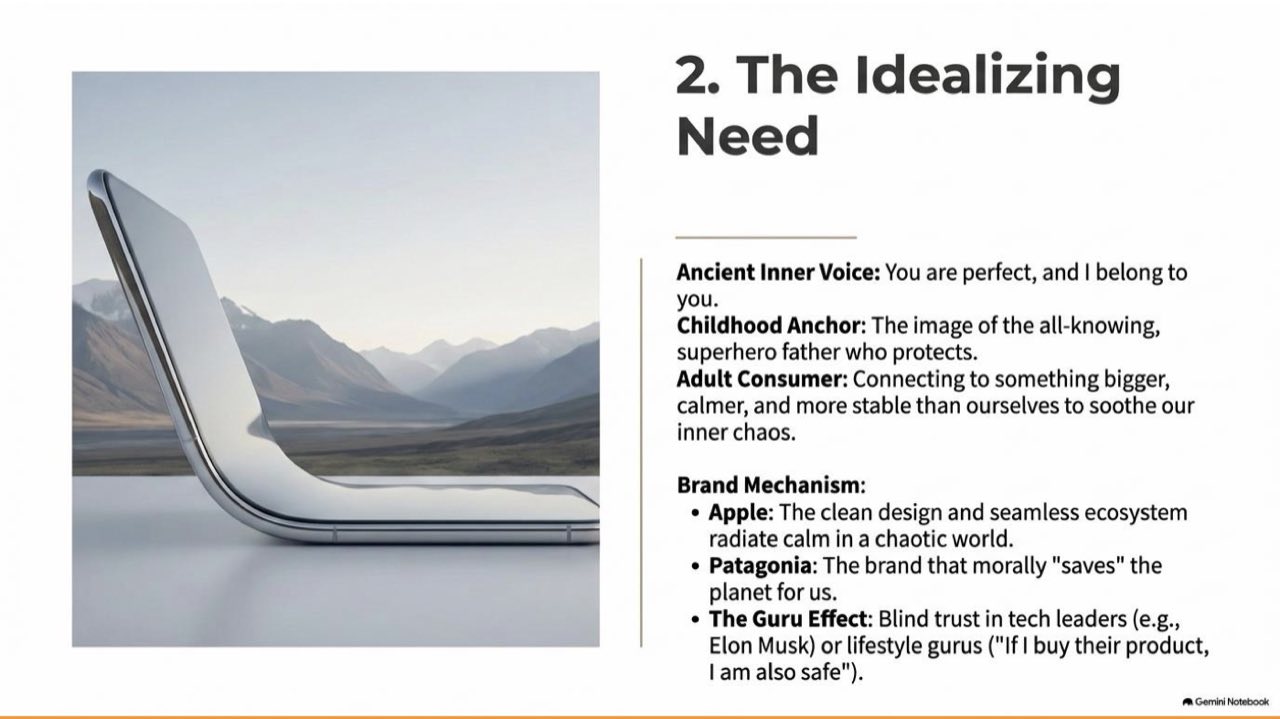 2. The Idealizing
Need
Ancient Inner Voice: You are perfect, and I belong to
you.
Childhood Anchor: The image of the all-knowing,
superhero father who protects.
Adult Consumer: Connecting to something bigger,
calmer, and more stable than ourselves to soothe our
inner chaos.
Brand Mechanism:
• Apple: The clean design and seamless ecosystem
radiate calm in a chaotic world.
• Patagonia: The brand that morally "saves" the
planet for us.
• The Guru Effect: Blind trust in tech leaders (e.g.,
Elon Musk) or lifestyle gurus ("If I buy their product,
I am also safe").
Gemini Notebook